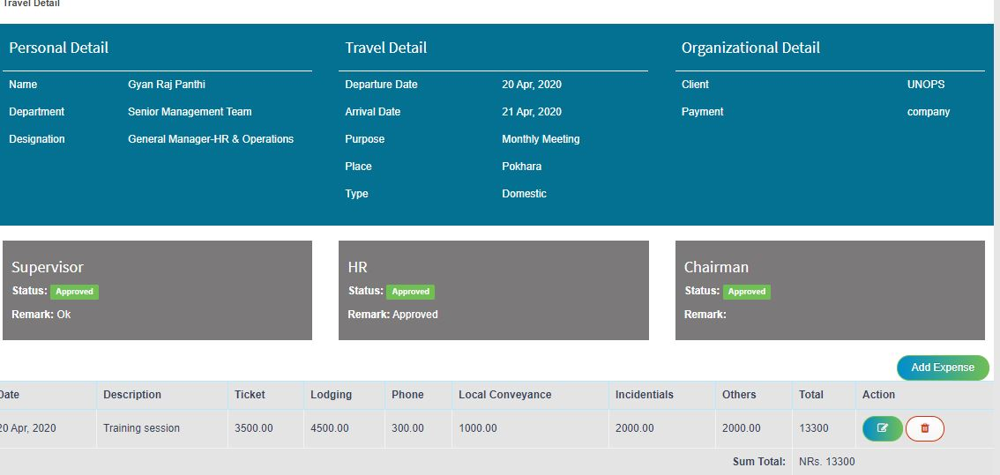 Travel Detail
Personal Detail
Name Gyan Raj Panthi
Department Senior Management Team
Designation General Manager-HR & Operations
Travel Detail
Departure Date 20 Apr, 2020
Arrival Date 21 Apr, 2020
Purpose Monthly Meeting
Place Pokhara
Type Domestic
Organizational Detail
Client UNOPS
Payment company
Supervisor
Status: Approved
Remark: Ok
HR
Status: Approved
Remark: Approved
Chairman
Status: Approved
Remark:
Add Expense
Date Description Ticket Lodging Phone Local Conveyance Incidentials Others Total Action
20 Apr, 2020 Training session 3500.00 4500.00 300.00 1000.00 2000.00 2000.00 13300
Sum Total: NRs. 13300